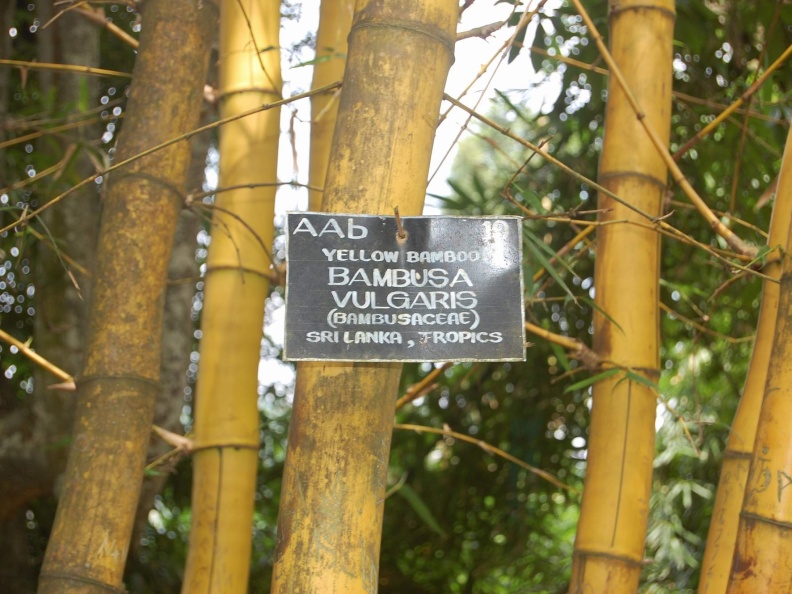 AAb
YELLOW BAMBOO
BAMBUSA
VULGARIS
(BAMBUSACEAE)
SRI LANKA, TROPICS